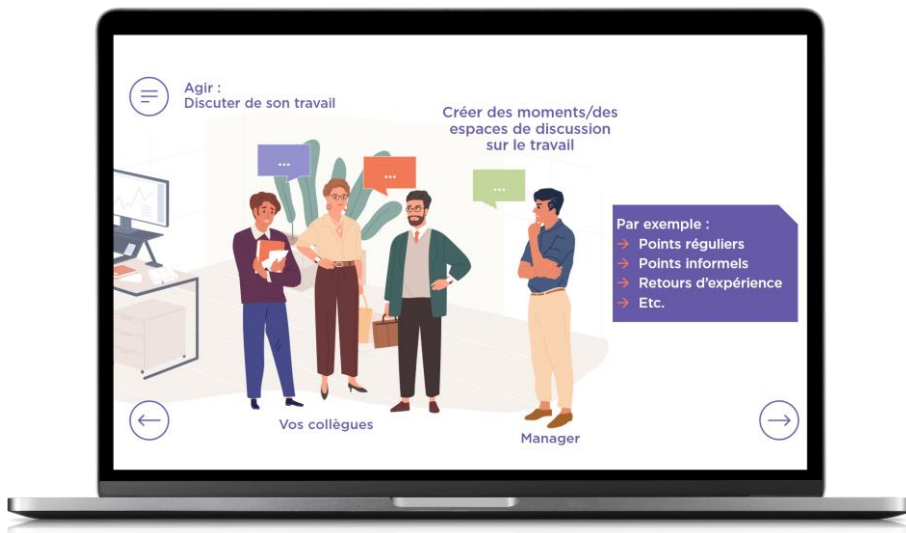 Agir :
Discuter de son travail
Créer des moments/des
espaces de discussion
sur le travail
...
...
...
Par exemple :
→ Points réguliers
→ Points informels
→ Retours d'expérience
→ Etc.
Vos collègues
Manager